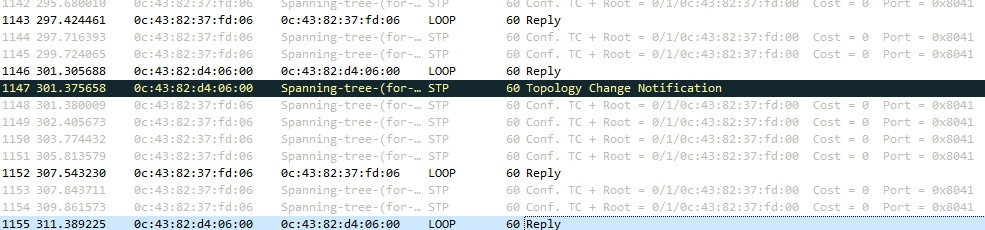 1142 295.680010 0c:43:82:37:fd:06 Spanning-tree-(for-… STP 60 Conf. TC + Root = 0/1/0c:43:82:37:fd:00 Cost = 0 Port = 0x8041
1143 297.424461 0c:43:82:37:fd:06 0c:43:82:37:fd:06 LOOP 60 Reply
1144 297.716393 0c:43:82:37:fd:06 Spanning-tree-(for-… STP 60 Conf. TC + Root = 0/1/0c:43:82:37:fd:00 Cost = 0 Port = 0x8041
1145 299.724065 0c:43:82:37:fd:06 Spanning-tree-(for-… STP 60 Conf. TC + Root = 0/1/0c:43:82:37:fd:00 Cost = 0 Port = 0x8041
1146 301.305688 0c:43:82:d4:06:00 0c:43:82:d4:06:00 LOOP 60 Reply
1147 301.375658 0c:43:82:d4:06:00 Spanning-tree-(for-… STP 60 Topology Change Notification
1148 301.380009 0c:43:82:37:fd:06 Spanning-tree-(for-… STP 60 Conf. TC + Root = 0/1/0c:43:82:37:fd:00 Cost = 0 Port = 0x8041
1149 302.405673 0c:43:82:37:fd:06 Spanning-tree-(for-… STP 60 Conf. TC + Root = 0/1/0c:43:82:37:fd:00 Cost = 0 Port = 0x8041
1150 303.774432 0c:43:82:37:fd:06 Spanning-tree-(for-… STP 60 Conf. TC + Root = 0/1/0c:43:82:37:fd:00 Cost = 0 Port = 0x8041
1151 305.813579 0c:43:82:37:fd:06 Spanning-tree-(for-… STP 60 Conf. TC + Root = 0/1/0c:43:82:37:fd:00 Cost = 0 Port = 0x8041
1152 307.543230 0c:43:82:37:fd:06 0c:43:82:37:fd:06 LOOP 60 Reply
1153 307.843711 0c:43:82:37:fd:06 Spanning-tree-(for-… STP 60 Conf. TC + Root = 0/1/0c:43:82:37:fd:00 Cost = 0 Port = 0x8041
1154 309.861573 0c:43:82:37:fd:06 Spanning-tree-(for-… STP 60 Conf. TC + Root = 0/1/0c:43:82:37:fd:00 Cost = 0 Port = 0x8041
1155 311.389225 0c:43:82:d4:06:00 0c:43:82:d4:06:00 LOOP 60 Reply